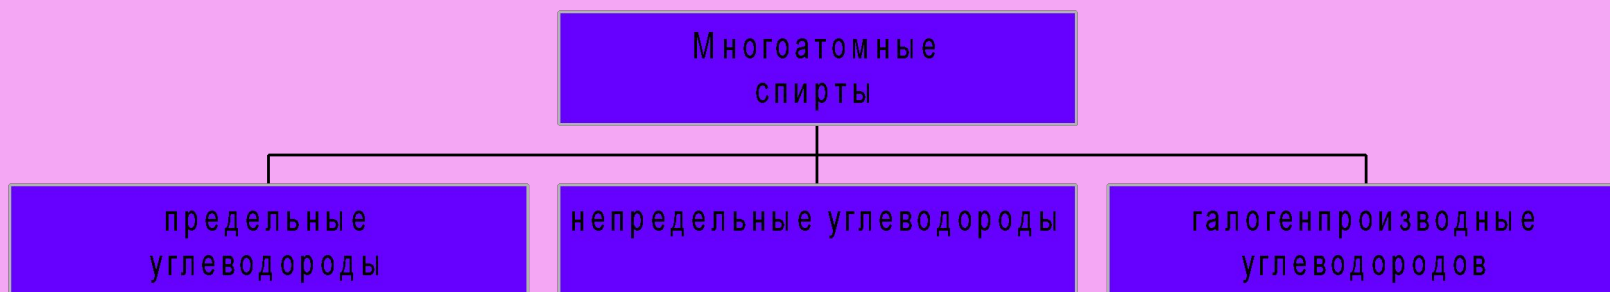 Многоатомные
спирты
предельные
углеводороды
непредельные углеводороды
галогенпроизводные
углеводородов